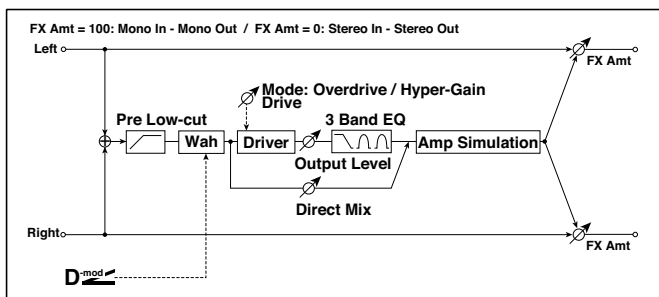 FX Amt = 100: Mono In - Mono Out / FX Amt = 0: Stereo In - Stereo Out
Left
FX Amt
Mode: Overdrive / Hyper-Gain
Drive
Pre Low-cut
3 Band EQ
Wah
Driver
Amp Simulation
Output Level
Direct Mix
Right
FX Amt
D-mod